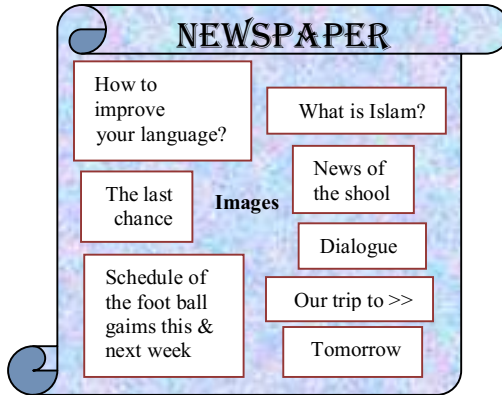 NEWSPAPER
How to
improve
your language?
What is Islam?
News of
the shool
The last
chance
Images
Dialogue
Schedule of
the foot ball
gaims this &
next week
Our trip to >>
Tomorrow